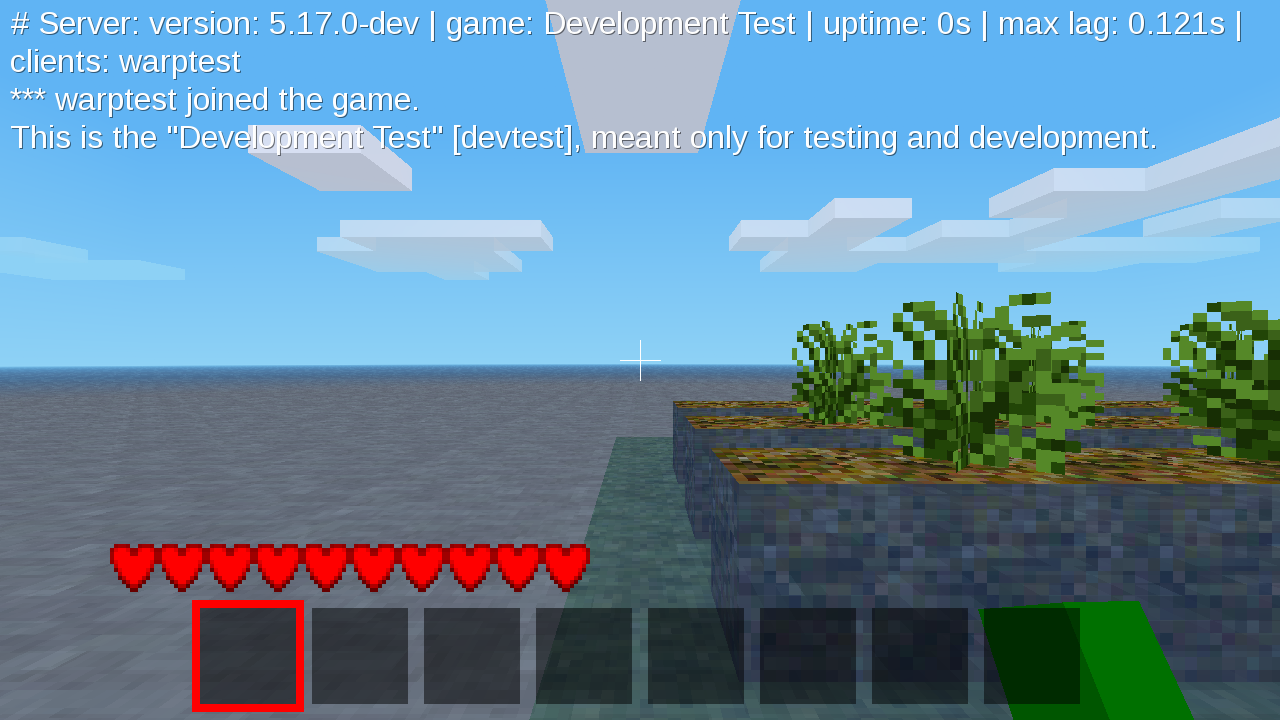 # Server: version: 5.17.0-dev | game: Development Test | uptime: 0s | max lag: 0.121s |
clients: warptest
*** warptest joined the game.
This is the "Development Test" [devtest], meant only for testing and development.